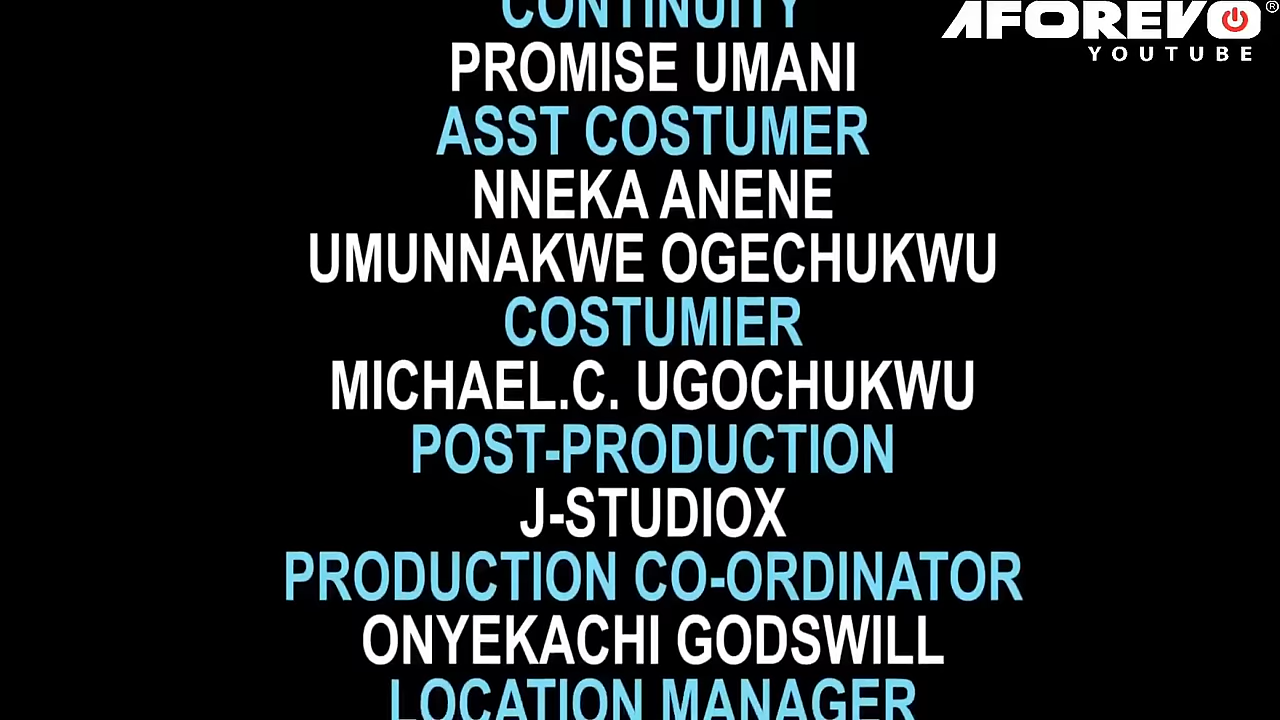 AFOREVO®
YOUTUBE
CONTINUITY
PROMISE UMANI
ASST COSTUMER
NNEKA ANENE
UMUNNAKWE OGECHUKWU
COSTUMIER
MICHAEL.C. UGOCHUKWU
POST-PRODUCTION
J-STUDIOX
PRODUCTION CO-ORDINATOR
ONYEKACHI GODSWILL
LOCATION MANAGER